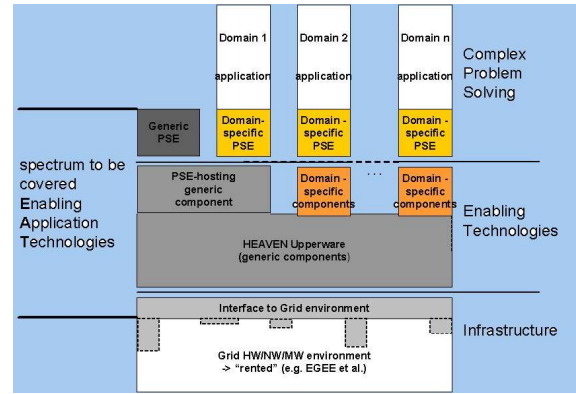 Domain 1
application
Domain 2
application
Domain n
application
Complex
Problem
Solving
Generic
PSE
Domain-
specific
PSE
Domain -
specific
PSE
Domain -
specific
PSE
spectrum to be
covered
Enabling
Application
Technologies
PSE-hosting
generic
component
Domain -
specific
components
...
Domain -
specific
components
Enabling
Technologies
HEAVEN Upperware
(generic components)
Interface to Grid environment
Infrastructure
Grid HW/NW/MW environment
-> “rented” (e.g. EGEE et al.)